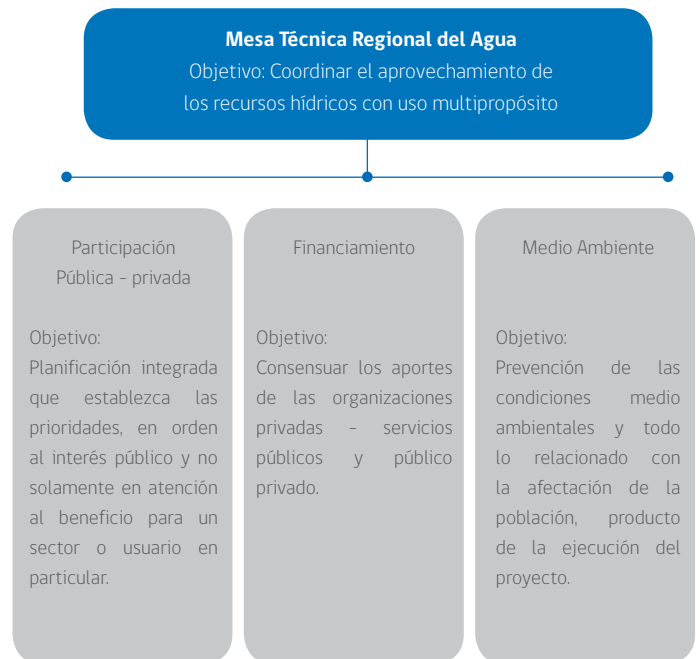 Mesa Técnica Regional del Agua
Objetivo: Coordinar el aprovechamiento de
los recursos hídricos con uso multipropósito
Participación
Pública – privada
Objetivo:
Planificación integrada
que establezca las
prioridades, en orden
al interés público y no
solamente en atención
al beneficio para un
sector o usuario en
particular.
Financiamiento
Objetivo:
Consensuar los aportes
de las organizaciones
privadas – servicios
públicos y público
privado.
Medio Ambiente
Objetivo:
Prevención de las
condiciones medio
ambientales y todo
lo relacionado con
la afectación de la
población, producto
de la ejecución del
proyecto.